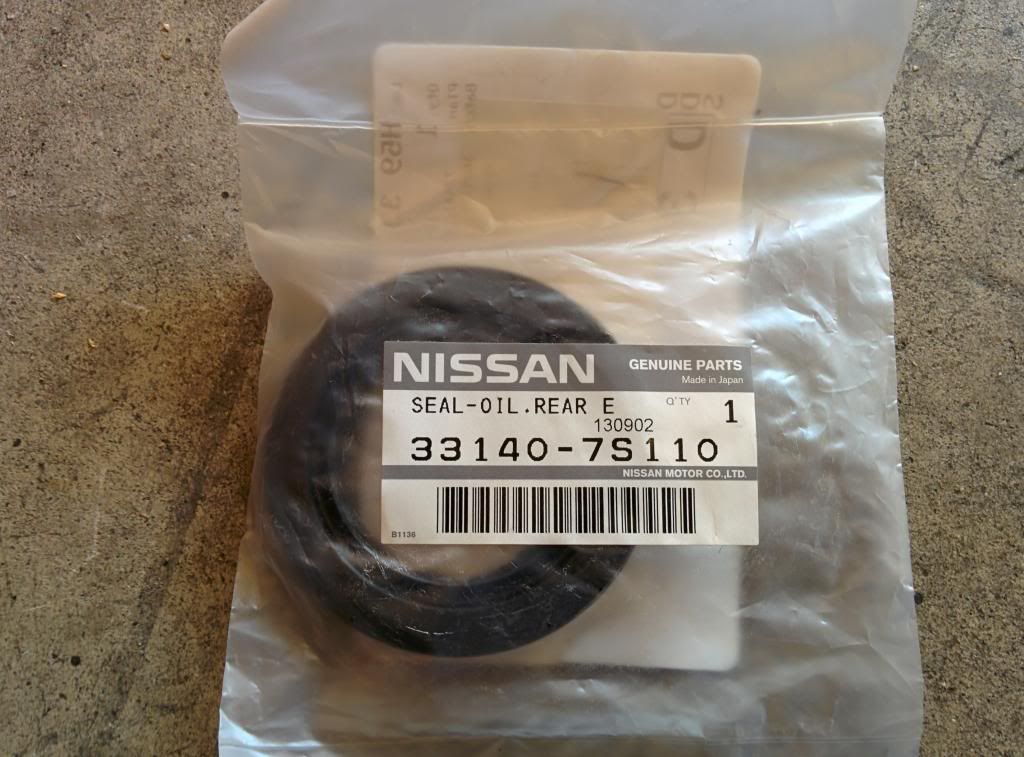 NISSAN GENUINE PARTS
Made in Japan
SEAL-OIL.REAR E Q'TY 1
130902
33140-7S110
NISSAN MOTOR CO.,LTD.
B1136